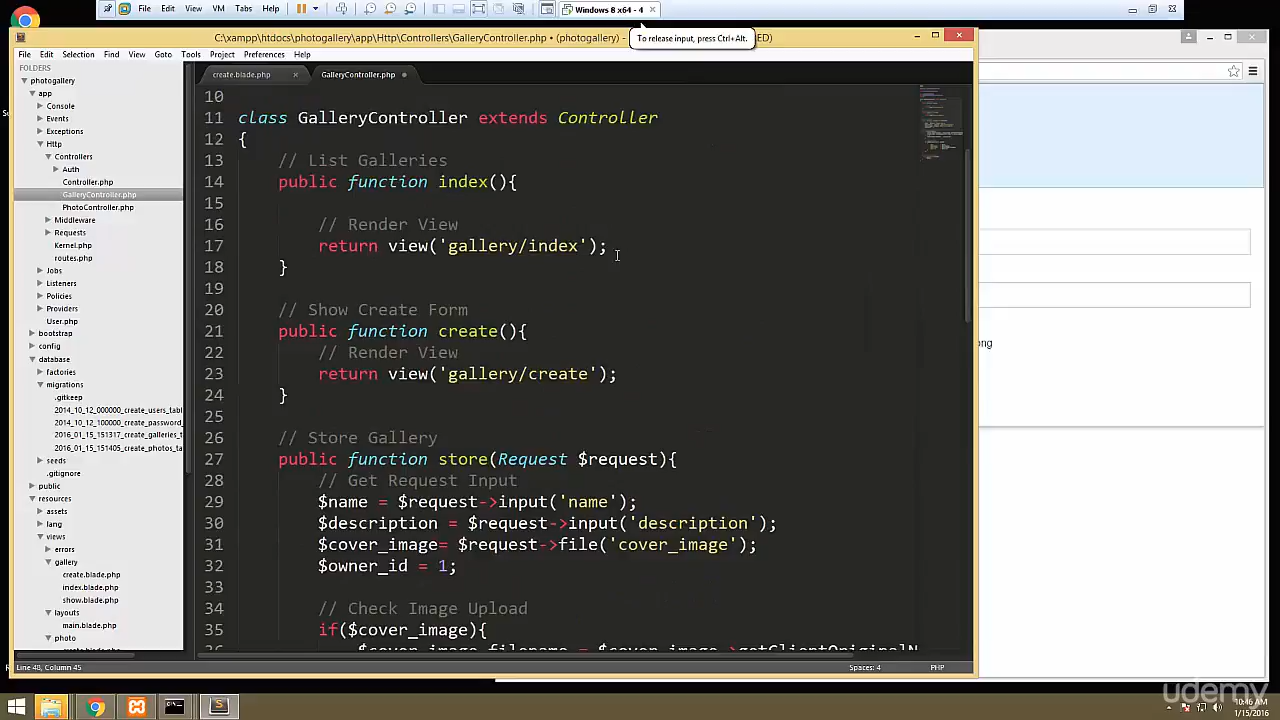 File Edit View VM Tabs Help
Windows 8 x64 - 4
To release input, press Ctrl+Alt.
C:\xampp\htdocs\photogallery\app\Http\Controllers\GalleryController.php • (photogallery) -
File Edit Selection Find View Goto Tools Project Preferences Help
FOLDERS
photogallery
app
Console
Events
Exceptions
Http
Controllers
Auth
Controller.php
GalleryController.php
PhotoController.php
Middleware
Requests
Kernel.php
routes.php
Jobs
Listeners
Policies
Providers
User.php
bootstrap
config
database
factories
migrations
.gitkeep
2014_10_12_000000_create_users_tabl
2014_10_12_100000_create_password_
2016_01_15_151317_create_galleries_t
2016_01_15_151405_create_photos_ta
seeds
.gitignore
public
resources
assets
lang
views
errors
gallery
create.blade.php
index.blade.php
show.blade.php
layouts
main.blade.php
photo
create.blade.php GalleryController.php
10
11 class GalleryController extends Controller
12 {
13 // List Galleries
14 public function index(){
15
16 // Render View
17 return view('gallery/index');
18 }
19
20 // Show Create Form
21 public function create(){
22 // Render View
23 return view('gallery/create');
24 }
25
26 // Store Gallery
27 public function store(Request $request){
28 // Get Request Input
29 $name = $request->input('name');
30 $description = $request->input('description');
31 $cover_image= $request->file('cover_image');
32 $owner_id = 1;
33
34 // Check Image Upload
35 if($cover_image){
36 $cover_image_filename = $cover_image->getClientOriginalN
Line 48, Column 45
Spaces: 4 PHP
ong
udemy
10:46 AM
1/15/2016